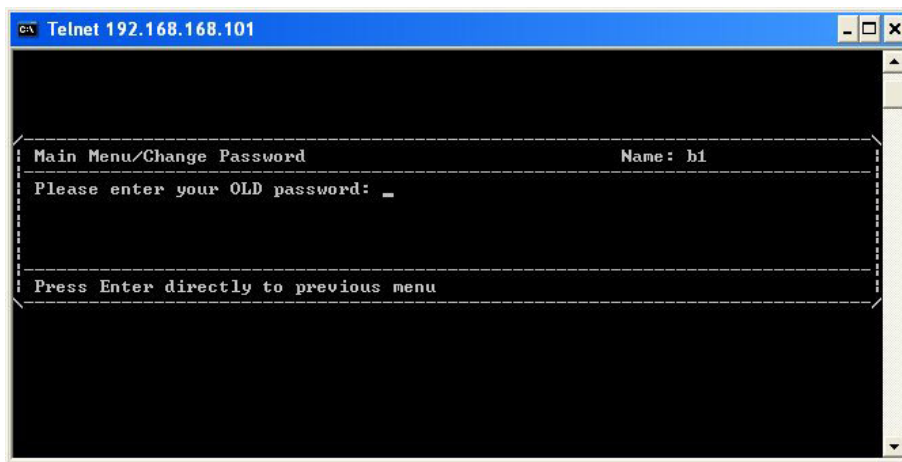 Telnet 192.168.168.101
Main Menu/Change Password Name: b1
Please enter your OLD password: _
Press Enter directly to previous menu